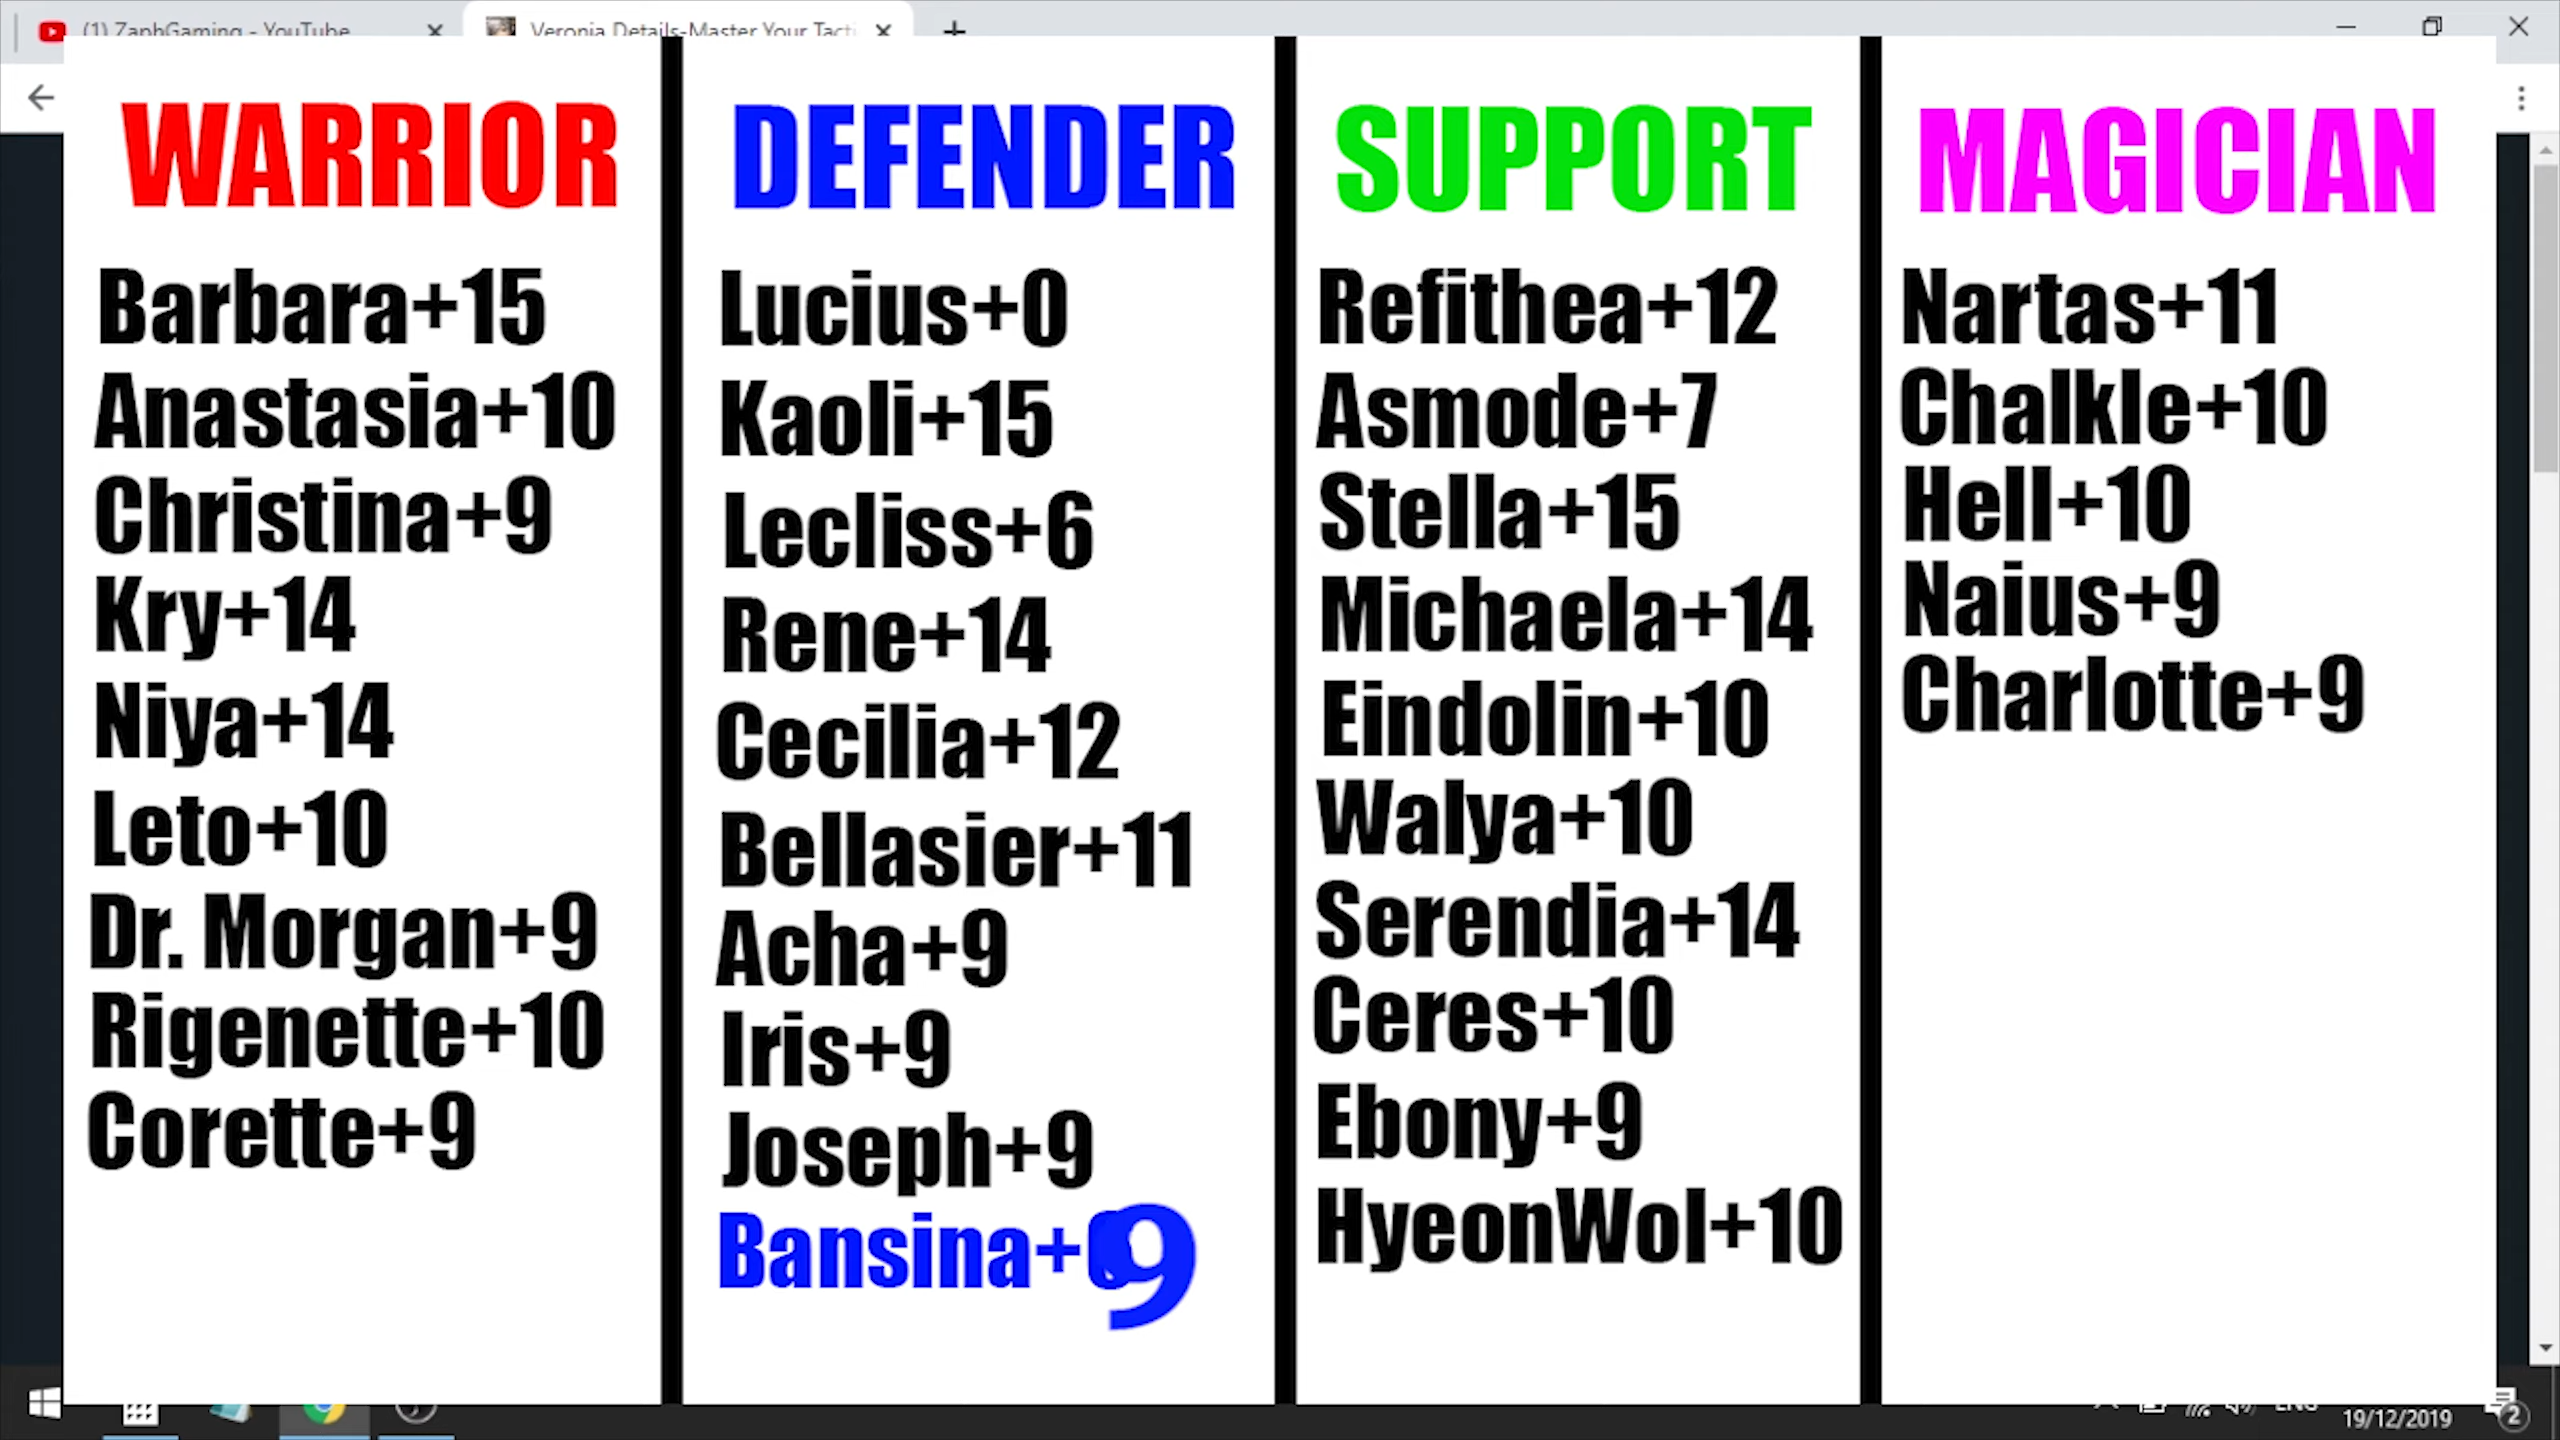 (1) ZaphGaming - YouTube
Veronia Details-Master Your Tacti
WARRIOR
Barbara+15
Anastasia+10
Christina+9
Kry+14
Niya+14
Leto+10
Dr. Morgan+9
Rigenette+10
Corette+9
DEFENDER
Lucius+0
Kaoli+15
Lecliss+6
Rene+14
Cecilia+12
Bellasier+11
Acha+9
Iris+9
Joseph+9
Bansina+9
SUPPORT
Refithea+12
Asmode+7
Stella+15
Michaela+14
Eindolin+10
Walya+10
Serendia+14
Ceres+10
Ebony+9
HyeonWol+10
MAGICIAN
Nartas+11
Chalkle+10
Hell+10
Naius+9
Charlotte+9
ENG
19/12/2019
2